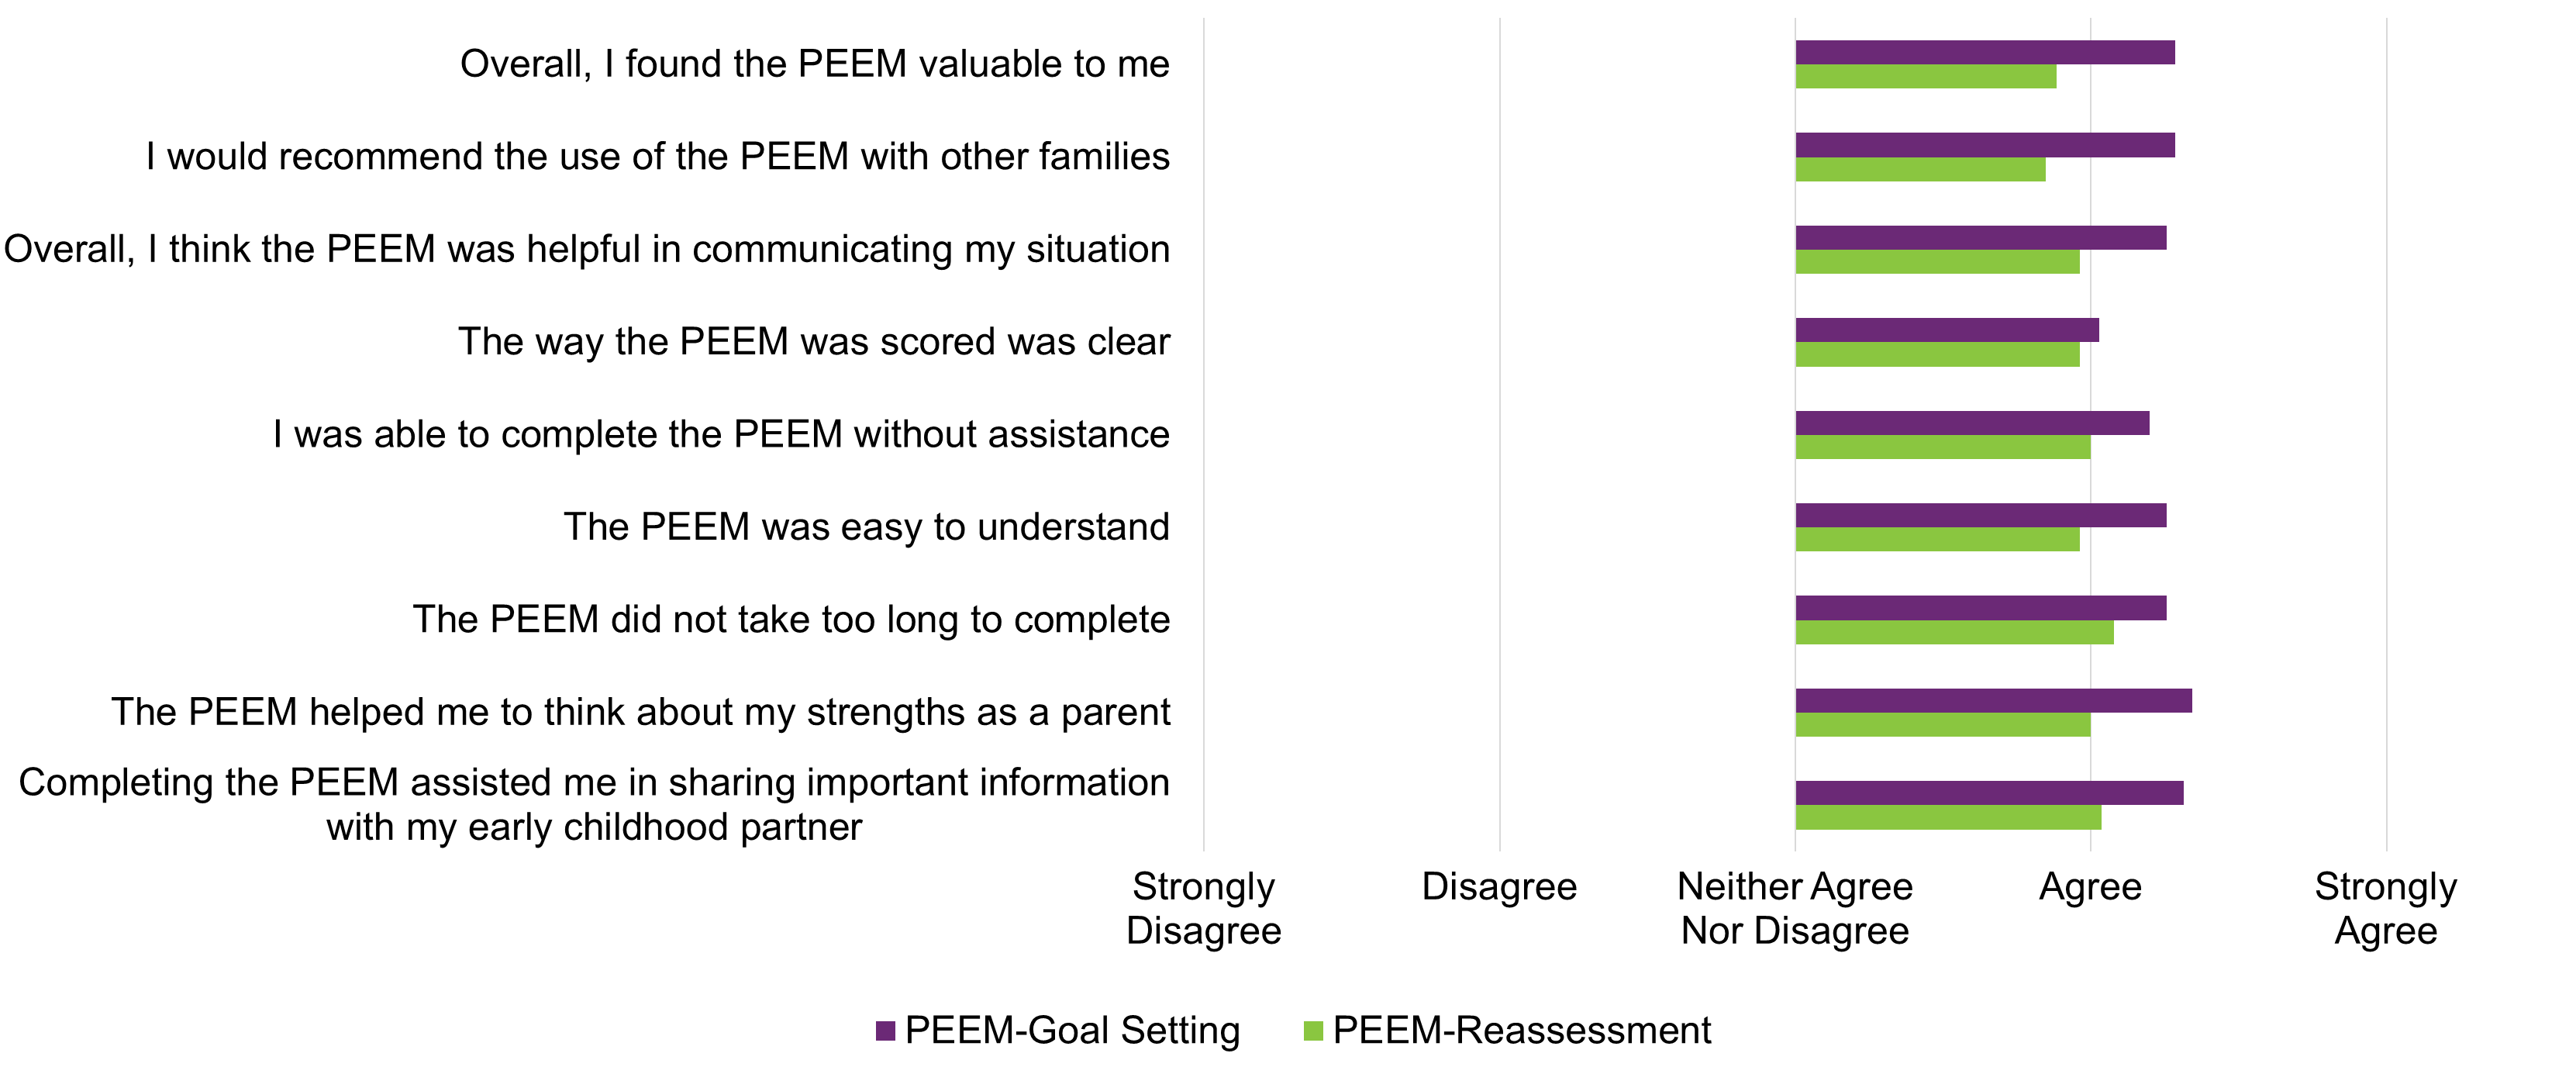 Overall, I found the PEEM valuable to me
I would recommend the use of the PEEM with other families
Overall, I think the PEEM was helpful in communicating my situation
The way the PEEM was scored was clear
I was able to complete the PEEM without assistance
The PEEM was easy to understand
The PEEM did not take too long to complete
The PEEM helped me to think about my strengths as a parent
Completing the PEEM assisted me in sharing important information
with my early childhood partner
Strongly
Disagree
Disagree
Neither Agree
Nor Disagree
Agree
Strongly
Agree
PEEM-Goal Setting
PEEM-Reassessment